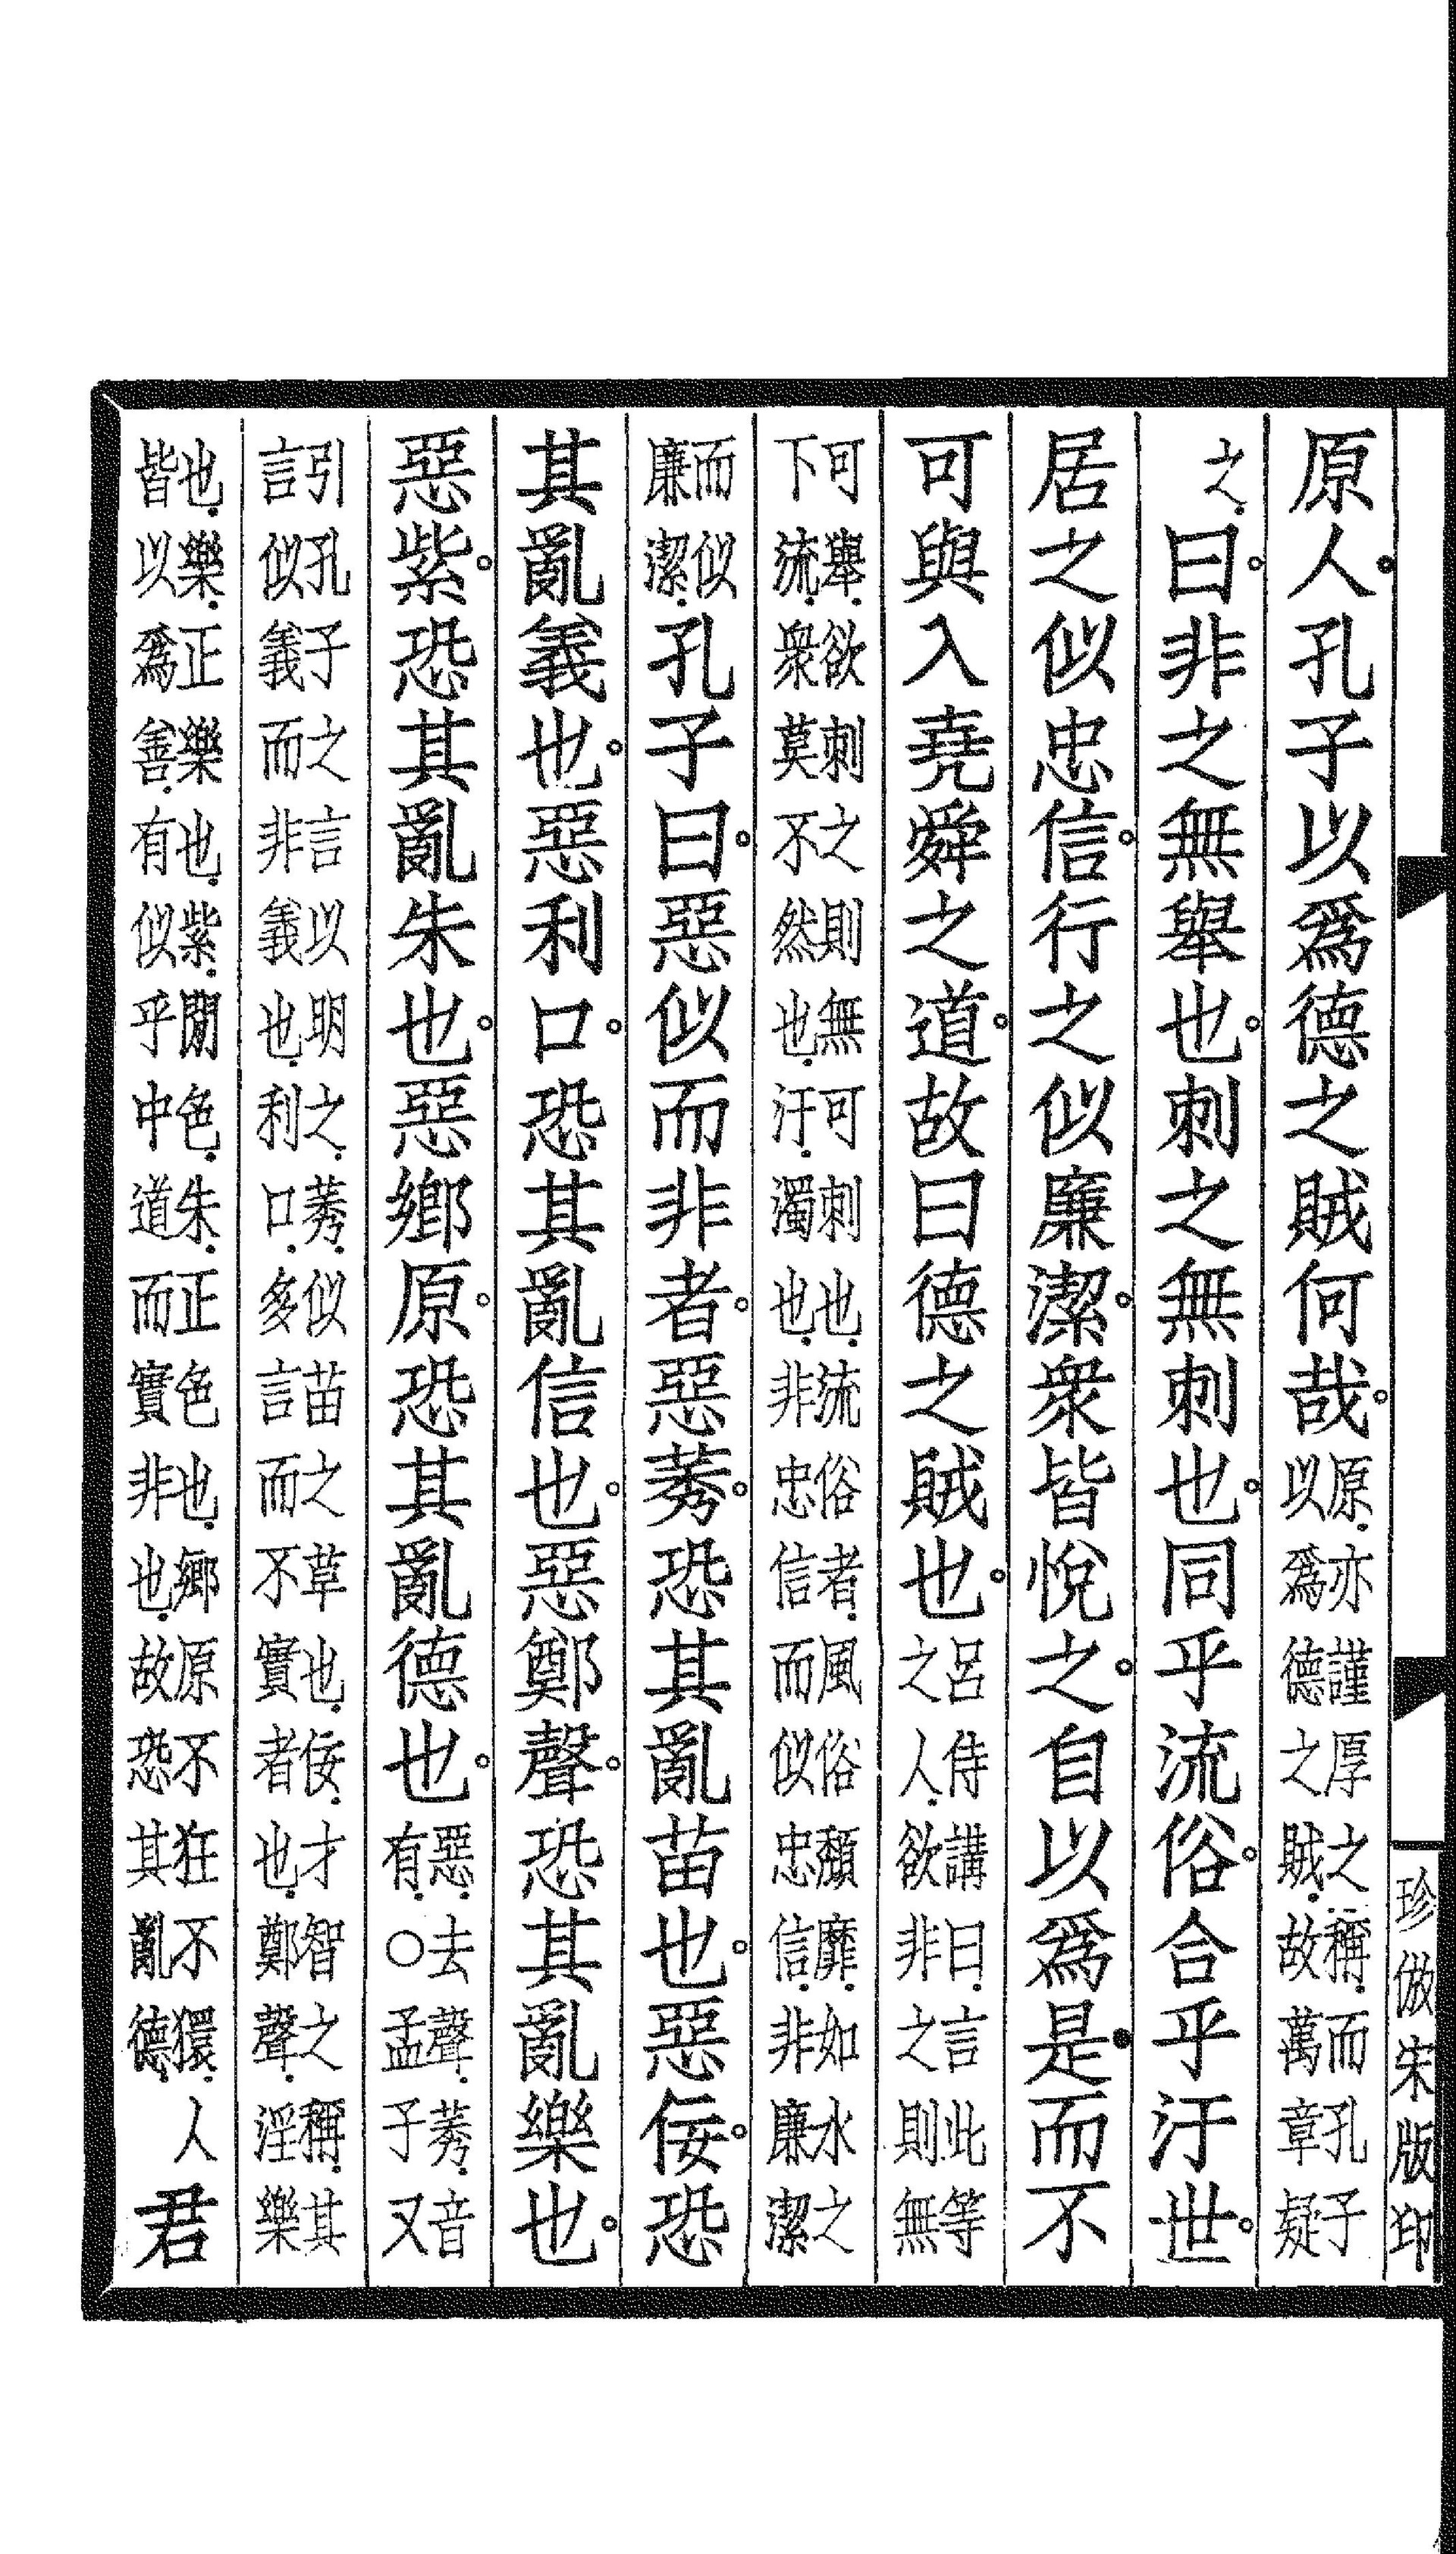 珍倣宋版印
原人。孔子以爲德之賊何哉。原.亦謹厚之稱.而孔子以爲德之賊.故萬章疑
之.曰。非之無舉也。刺之無刺也。同乎流俗。合乎汙世。
居之似忠信。行之似廉潔。衆皆悅之。自以爲是。而不
可與入堯舜之道。故曰德之賊也。呂侍講曰.言此等之人.欲非之則無
可舉.欲刺之則無可刺也.流俗者.風俗頹靡.如水之下流.衆莫不然也.汙.濁也.非忠信而似忠信.非廉潔
而似廉潔.孔子曰。惡似而非者。惡莠。恐其亂苗也。惡佞。恐
其亂義也。惡利口。恐其亂信也。惡鄭聲。恐其亂樂也。
惡紫。恐其亂朱也。惡鄉原。恐其亂德也。惡.去聲.莠.音有.○孟子又
引孔子之言以明之.莠.似苗之草也.佞.才智之稱.其言似義而非義也.利口.多言而不實者也.鄭聲.淫樂
也.樂.正樂也.紫.閒色.朱.正色也.鄉原不狂不獧.人皆以爲善.有似乎中道而實非也.故恐其亂德.君